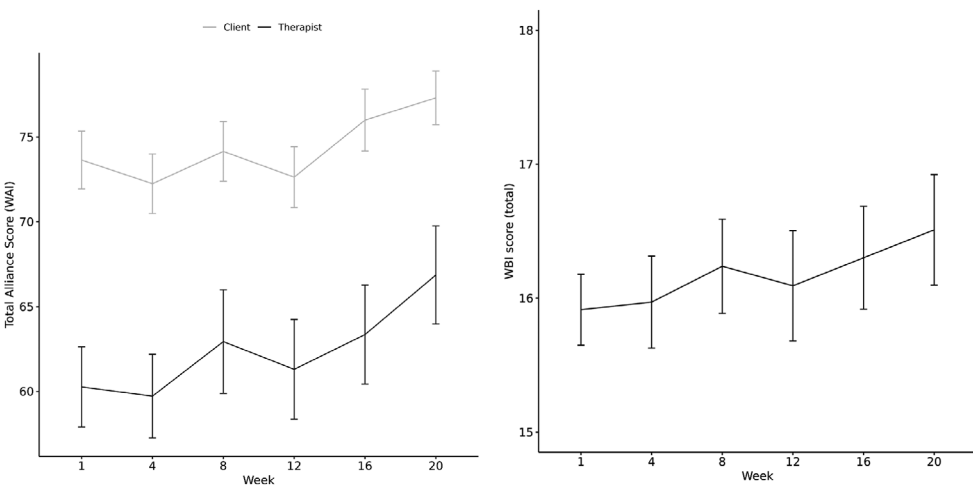 Client Therapist
Total Alliance Score (WAI)
75
70
65
60
1 4 8 12 16 20
Week
WBI score (total)
18
17
16
15
1 4 8 12 16 20
Week